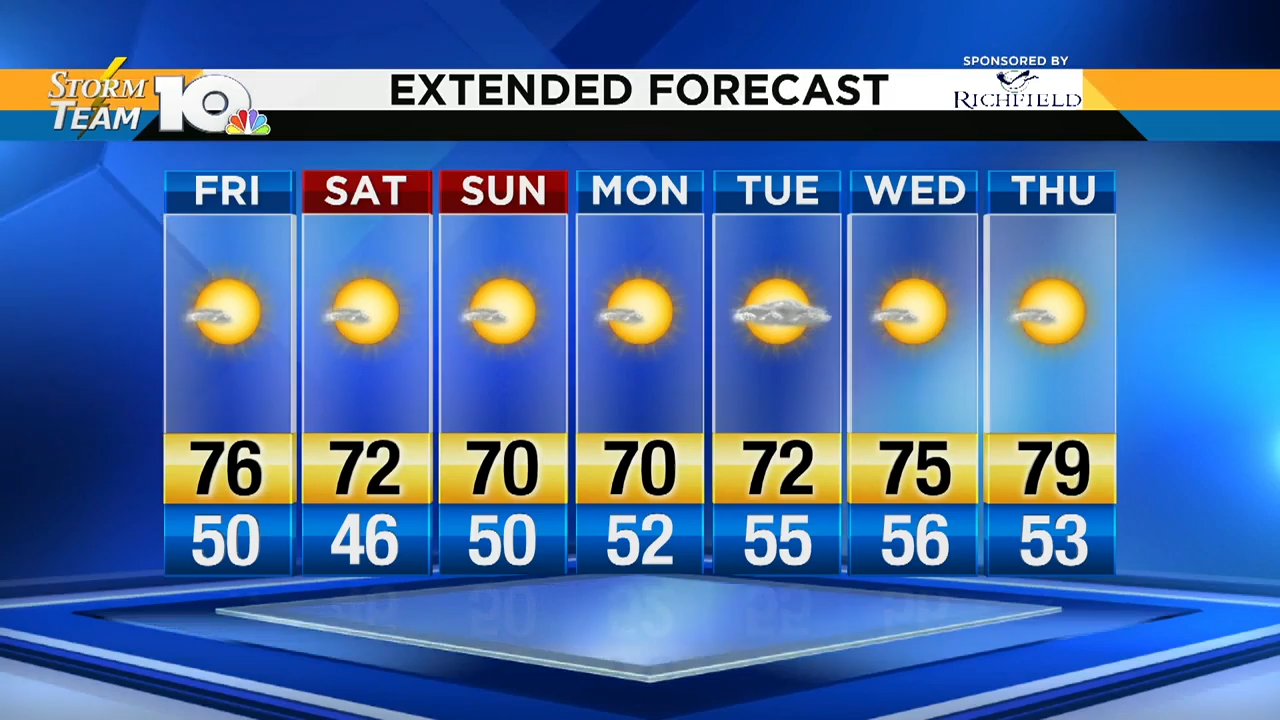 SPONSORED BY
STORM TEAM 10
EXTENDED FORECAST
RICHFIELD
FRI SAT SUN MON TUE WED THU
76 72 70 70 72 75 79
50 46 50 52 55 56 53